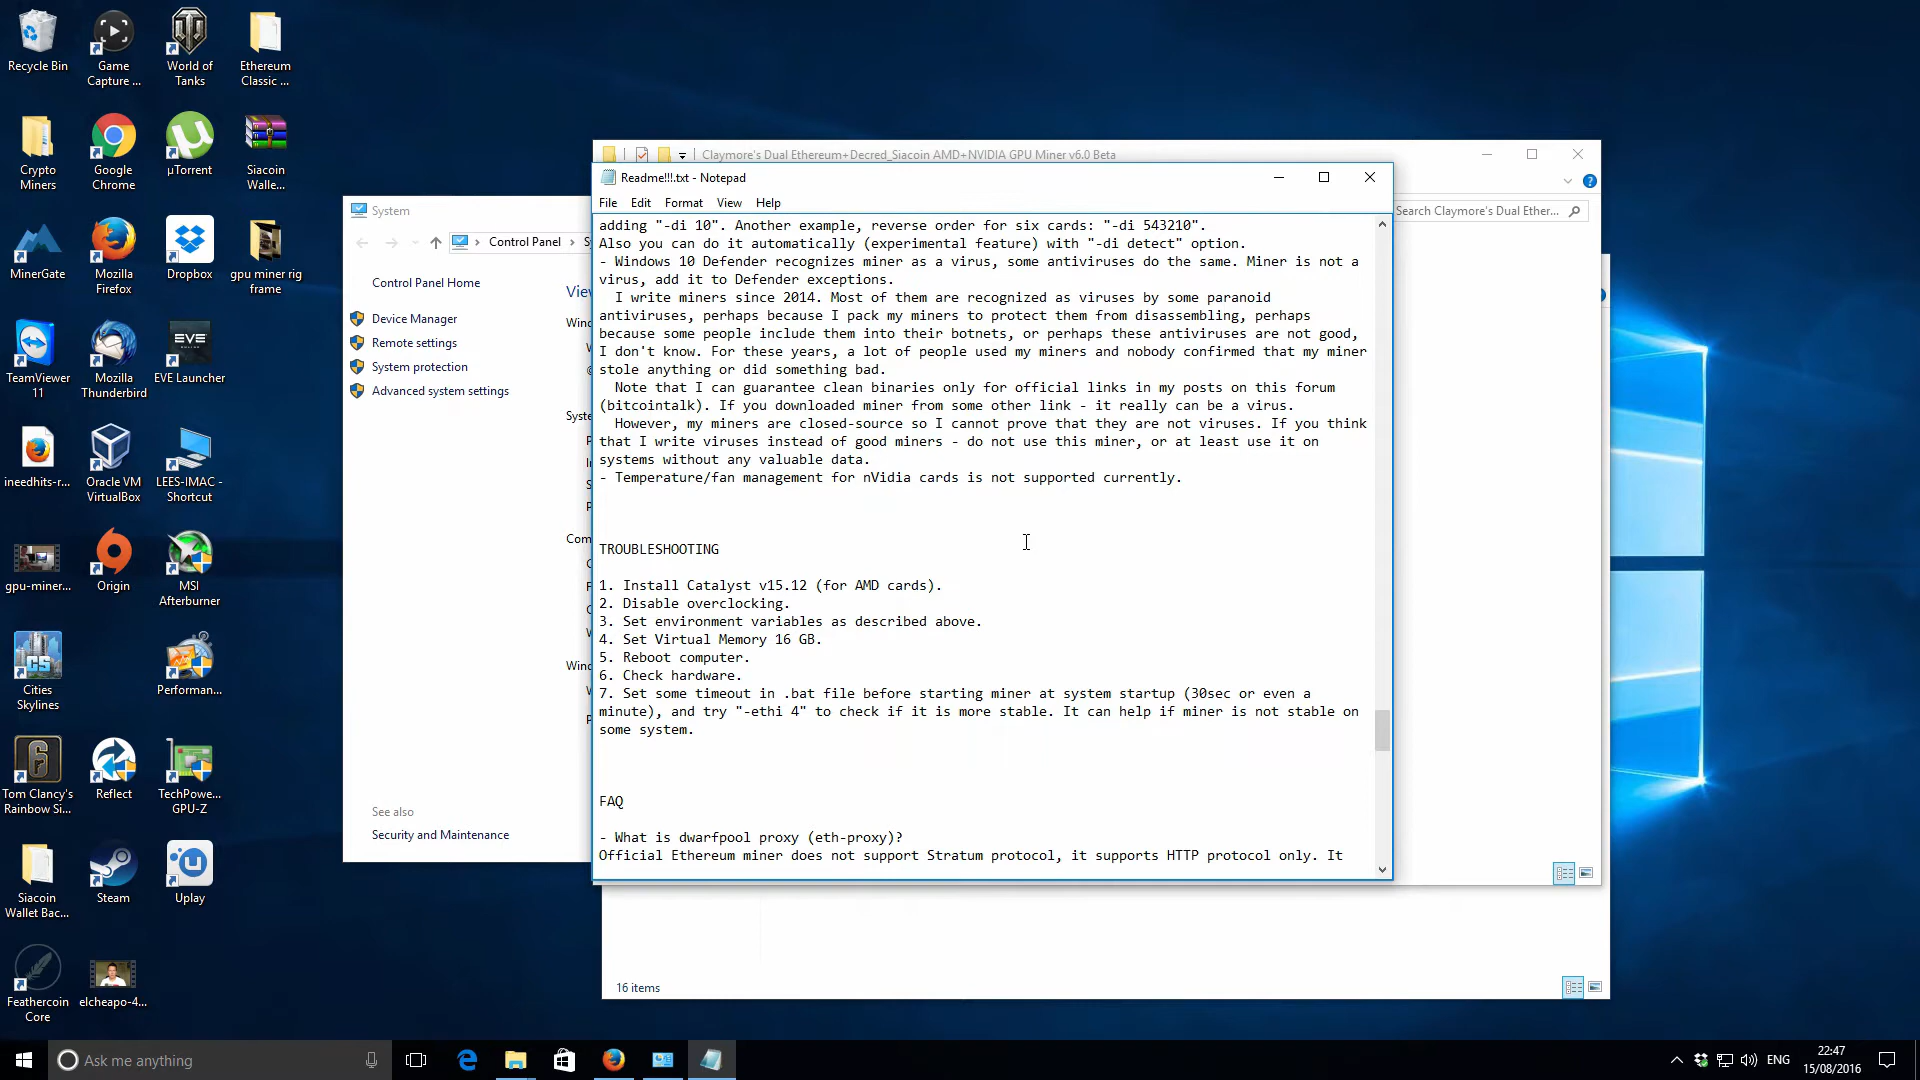 Recycle Bin
Game
Capture ...
World of
Tanks
Ethereum
Classic ...
Crypto
Miners
Google
Chrome
µTorrent
Siacoin
Walle...
MinerGate
Mozilla
Firefox
Dropbox
gpu miner rig
frame
TeamViewer
11
Mozilla
Thunderbird
EVE
EVE Launcher
ineedhits-r...
Oracle VM
VirtualBox
LEES-IMAC -
Shortcut
gpu-miner...
Origin
MSI
Afterburner
CS
Cities
Skylines
Performan...
6
Tom Clancy's
Rainbow Si...
Reflect
TechPowe...
GPU-Z
Siacoin
Wallet Bac...
Steam
Uplay
Feathercoin
Core
elcheapo-4...
System
Control Panel
Control Panel Home
Device Manager
Remote settings
System protection
Advanced system settings
See also
Security and Maintenance
Claymore's Dual Ethereum+Decred_Siacoin AMD+NVIDIA GPU Miner v6.0 Beta
Search Claymore's Dual Ether...
Readme!!!.txt - Notepad
File Edit Format View Help
adding "-di 10". Another example, reverse order for six cards: "-di 543210".
Also you can do it automatically (experimental feature) with "-di detect" option.
- Windows 10 Defender recognizes miner as a virus, some antiviruses do the same. Miner is not a
virus, add it to Defender exceptions.
I write miners since 2014. Most of them are recognized as viruses by some paranoid
antiviruses, perhaps because I pack my miners to protect them from disassembling, perhaps
because some people include them into their botnets, or perhaps these antiviruses are not good,
I don't know. For these years, a lot of people used my miners and nobody confirmed that my miner
stole anything or did something bad.
Note that I can guarantee clean binaries only for official links in my posts on this forum
(bitcointalk). If you downloaded miner from some other link - it really can be a virus.
However, my miners are closed-source so I cannot prove that they are not viruses. If you think
that I write viruses instead of good miners - do not use this miner, or at least use it on
systems without any valuable data.
- Temperature/fan management for nVidia cards is not supported currently.
TROUBLESHOOTING
1. Install Catalyst v15.12 (for AMD cards).
2. Disable overclocking.
3. Set environment variables as described above.
4. Set Virtual Memory 16 GB.
5. Reboot computer.
6. Check hardware.
7. Set some timeout in .bat file before starting miner at system startup (30sec or even a
minute), and try "-ethi 4" to check if it is more stable. It can help if miner is not stable on
some system.
FAQ
- What is dwarfpool proxy (eth-proxy)?
Official Ethereum miner does not support Stratum protocol, it supports HTTP protocol only. It
16 items
Ask me anything
ENG
22:47
15/08/2016